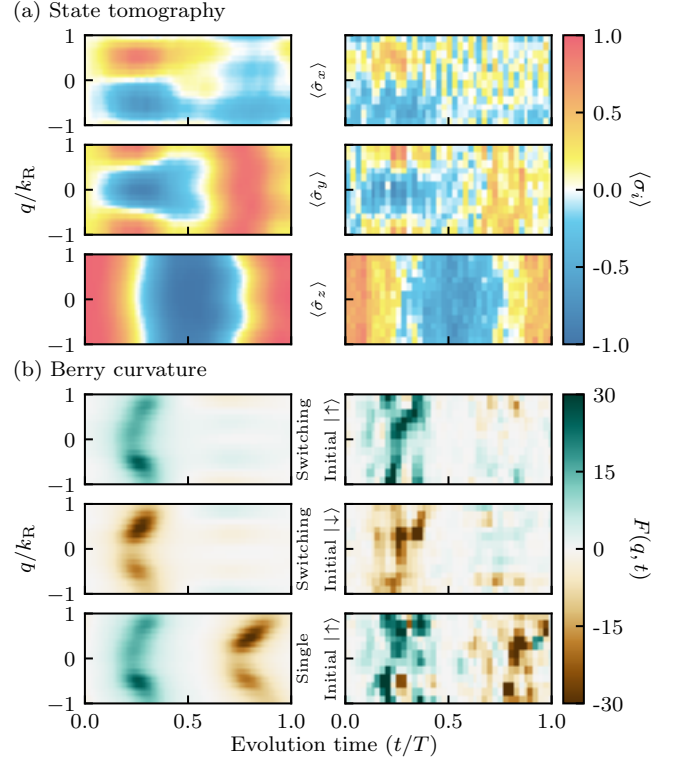 (a) State tomography
1
0
−1
⟨σ̂x⟩
1
0
−1
q/kR
⟨σ̂y⟩
1
0
−1
⟨σ̂z⟩
1.0
0.5
0.0
-0.5
-1.0
⟨σi⟩
(b) Berry curvature
1
0
−1
Switching
Initial |↑⟩
1
0
−1
q/kR
Switching
Initial |↓⟩
1
0
−1
Single
Initial |↑⟩
0.0
0.5
1.0
0.0
0.5
1.0
Evolution time (t/T)
30
15
0
-15
-30
F(q, t)